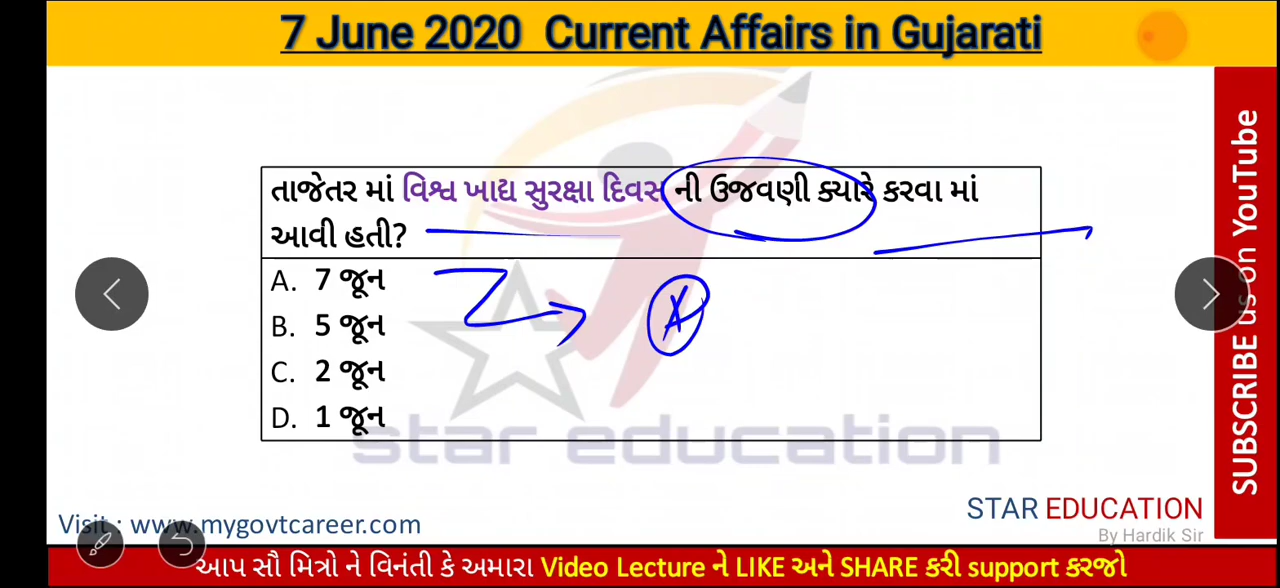 7 June 2020 Current Affairs in Gujarati
તાજેતર માં વિશ્વ ખાદ્ય સુરક્ષા દિવસ ની ઉજવણી ક્યારે કરવા માં
આવી હતી?
A. 7 જૂન
B. 5 જૂન
C. 2 જૂન
D. 1 જૂન
A
star education
SUBSCRIBE us on YouTube
STAR EDUCATION
By Hardik Sir
Visit : www.mygovtcareer.com
આપ સૌ મિત્રો ને વિનંતી કે અમારા Video Lecture ને LIKE અને SHARE કરી support કરજો